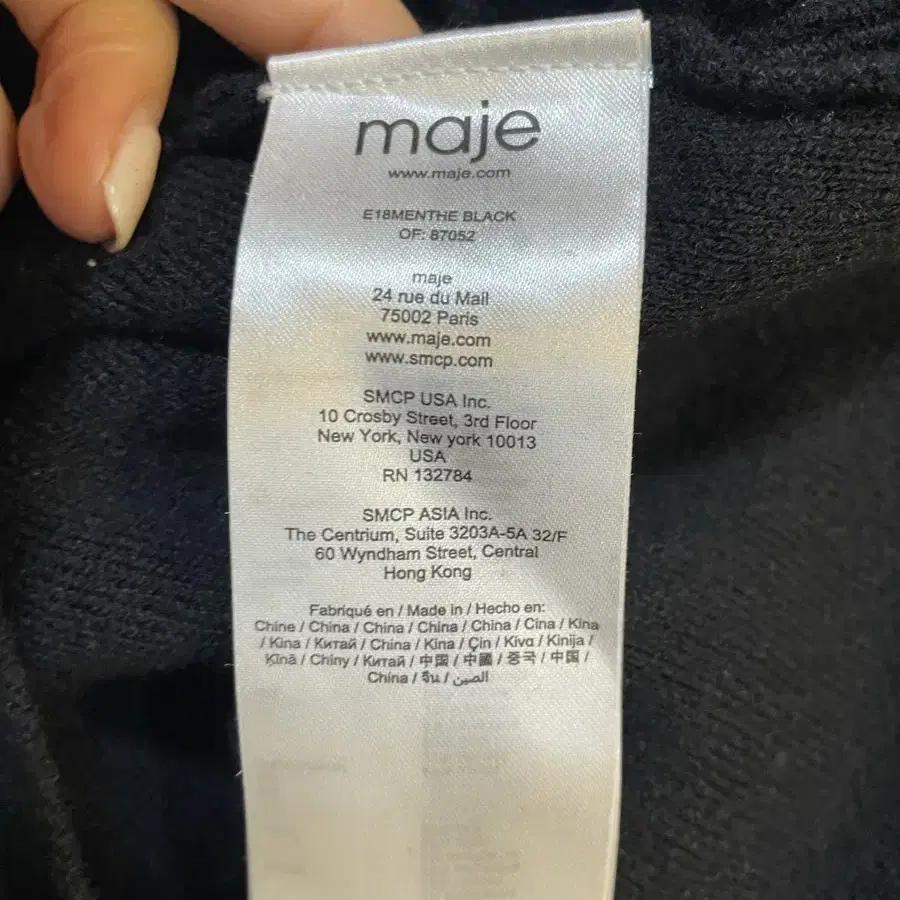 maje
www.maje.com
E18MENTHE BLACK
OF: 87052
maje
24 rue du Mail
75002 Paris
www.maje.com
www.smcp.com
SMCP USA Inc.
10 Crosby Street, 3rd Floor
New York, New york 10013
USA
RN 132784
SMCP ASIA Inc.
The Centrium, Suite 3203A-5A 32/F
60 Wyndham Street, Central
Hong Kong
Fabriqué en / Made in / Hecho en:
Chine / China / China / China / China / Cina / Kina
/ Kina / Китай / China / Kina / Çin / Κινα / Kinija /
Ķīnā / Chiny / Китай / 中国 / 中國 / 중국 / 中国 /
China / จีน / الصين